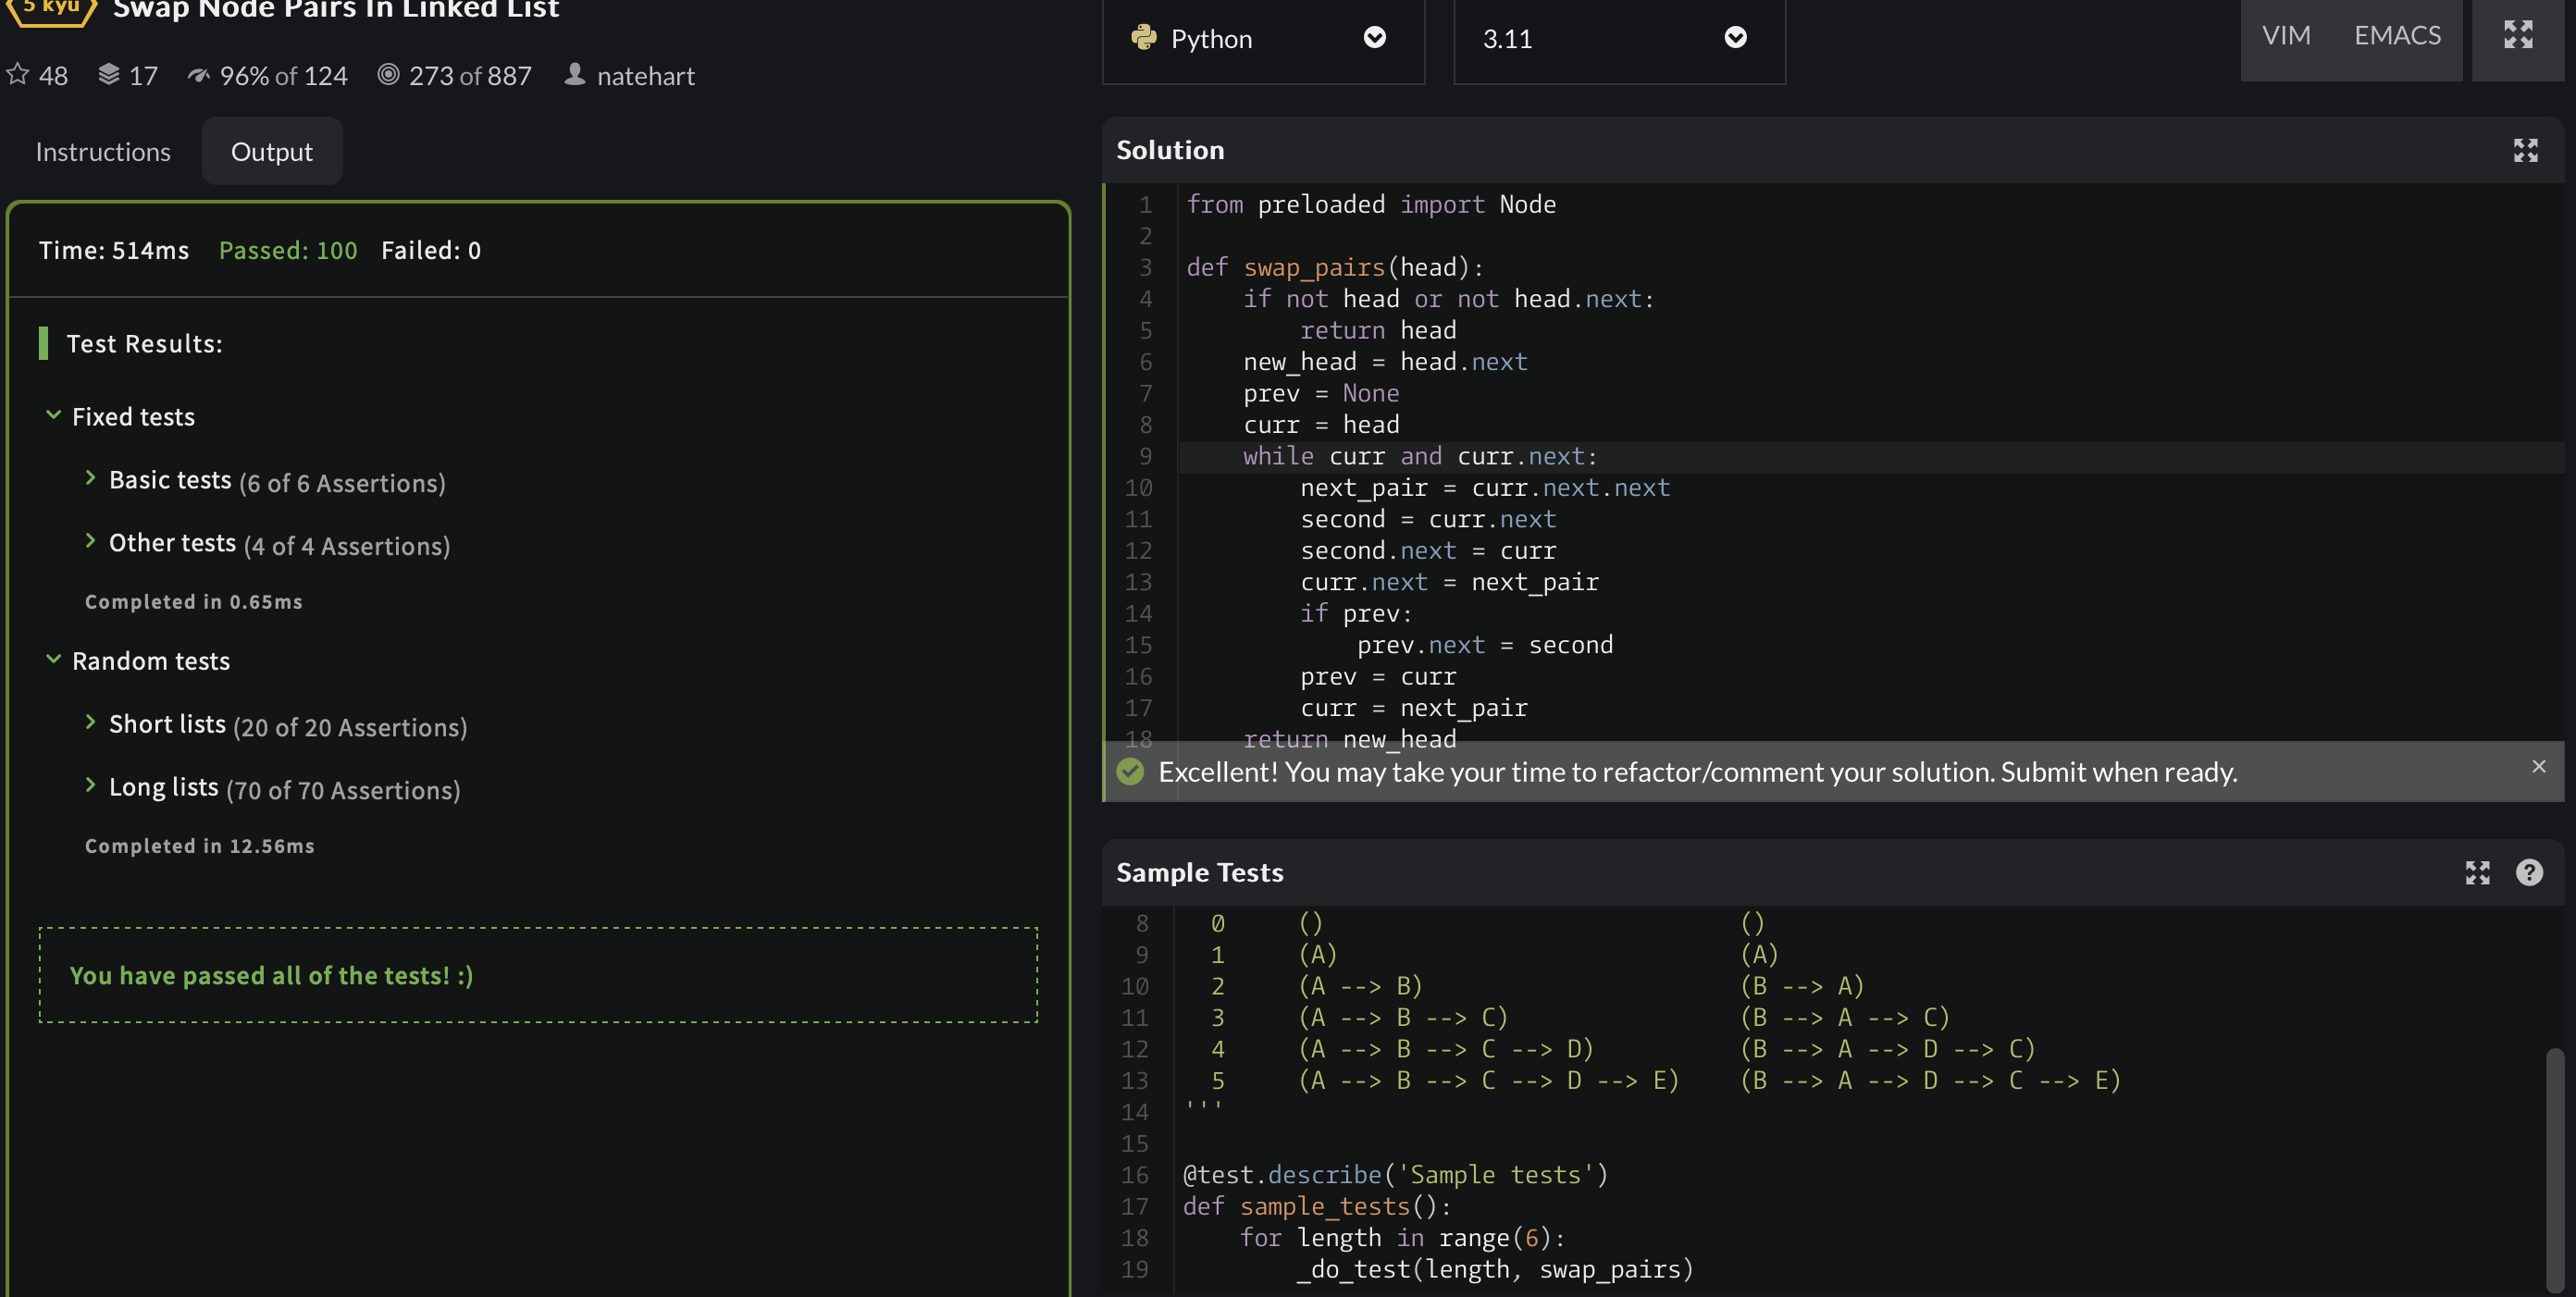 5 kyu Swap Node Pairs In Linked List
48 17 96% of 124 273 of 887 natehart
Instructions Output
Time: 514ms Passed: 100 Failed: 0
Test Results:
Fixed tests
Basic tests (6 of 6 Assertions)
Other tests (4 of 4 Assertions)
Completed in 0.65ms
Random tests
Short lists (20 of 20 Assertions)
Long lists (70 of 70 Assertions)
Completed in 12.56ms
You have passed all of the tests! :)
Python 3.11 VIM EMACS
Solution
1 from preloaded import Node
2
3 def swap_pairs(head):
4     if not head or not head.next:
5         return head
6     new_head = head.next
7     prev = None
8     curr = head
9     while curr and curr.next:
10         next_pair = curr.next.next
11         second = curr.next
12         second.next = curr
13         curr.next = next_pair
14         if prev:
15             prev.next = second
16         prev = curr
17         curr = next_pair
18     return new_head
Excellent! You may take your time to refactor/comment your solution. Submit when ready. ×
Sample Tests ?
8   0     ()                              ()
9   1     (A)                             (A)
10   2     (A --> B)                       (B --> A)
11   3     (A --> B --> C)                 (B --> A --> C)
12   4     (A --> B --> C --> D)           (B --> A --> D --> C)
13   5     (A --> B --> C --> D --> E)     (B --> A --> D --> C --> E)
14 '''
15
16 @test.describe('Sample tests')
17 def sample_tests():
18     for length in range(6):
19         _do_test(length, swap_pairs)